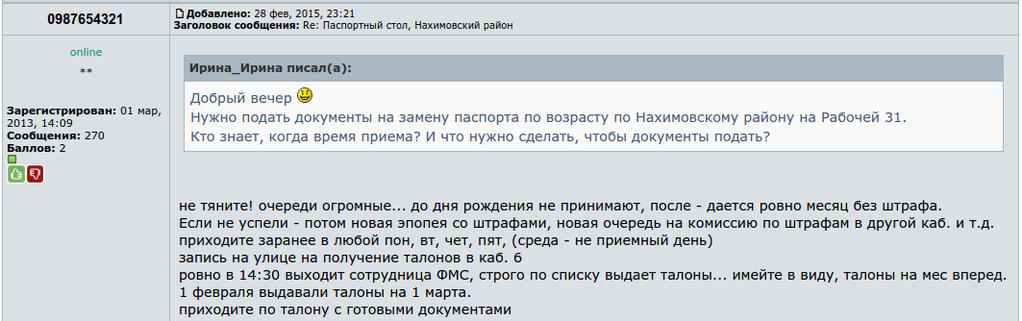 0987654321
online
**
Зарегистрирован: 01 мар,
2013, 14:09
Сообщения: 270
Баллов: 2
Добавлено: 28 фев, 2015, 23:21
Заголовок сообщения: Re: Паспортный стол, Нахимовский район
Ирина_Ирина писал(а):
Добрый вечер
Нужно подать документы на замену паспорта по возрасту по Нахимовскому району на Рабочей 31.
Кто знает, когда время приема? И что нужно сделать, чтобы документы подать?
не тяните! очереди огромные... до дня рождения не принимают, после - дается ровно месяц без штрафа.
Если не успели - потом новая эпопея со штрафами, новая очередь на комиссию по штрафам в другой каб. и т.д.
приходите заранее в любой пон, вт, чет, пят, (среда - не приемный день)
запись на улице на получение талонов в каб. 6
ровно в 14:30 выходит сотрудница ФМС, строго по списку выдает талоны... имейте в виду, талоны на мес вперед.
1 февраля выдавали талоны на 1 марта.
приходите по талону с готовыми документами